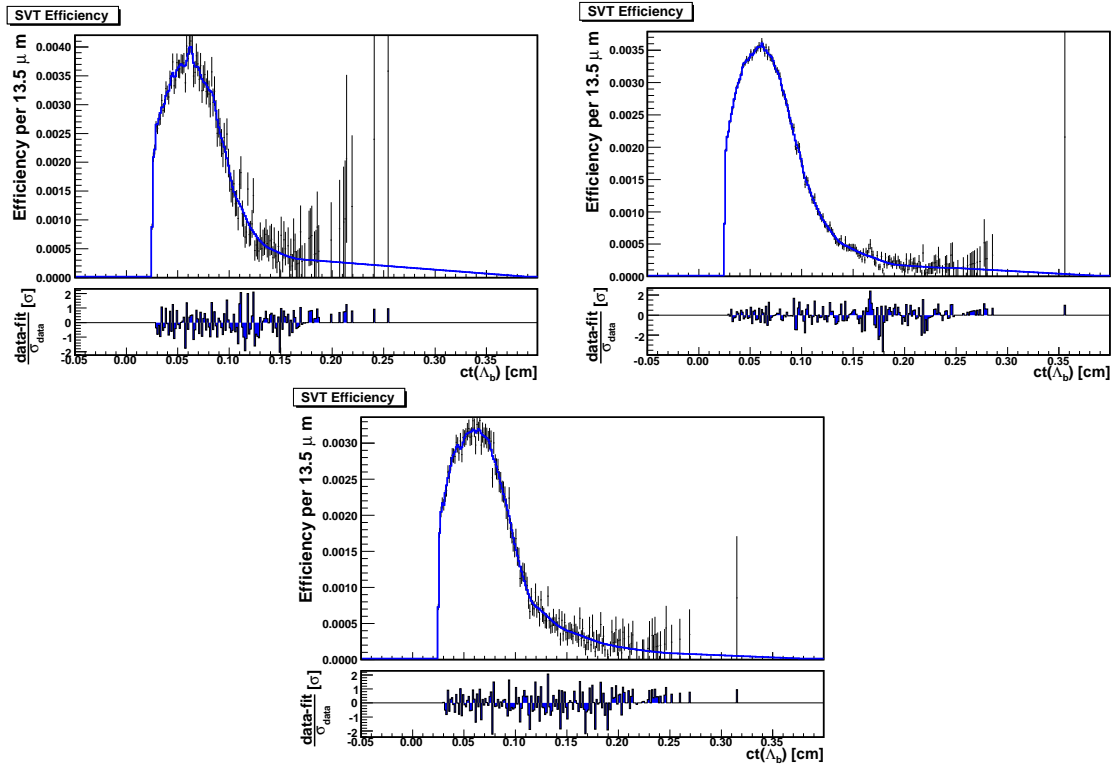 SVT Efficiency
Efficiency per 13.5 μ m
0.0040
0.0035
0.0030
0.0025
0.0020
0.0015
0.0010
0.0005
0.0000
data-fit
σdata
[σ]
2
1
0
-1
-2
-0.05 0.00 0.05 0.10 0.15 0.20 0.25 0.30 0.35
ct(Λb) [cm]
SVT Efficiency
Efficiency per 13.5 μ m
0.0035
0.0030
0.0025
0.0020
0.0015
0.0010
0.0005
0.0000
data-fit
σdata
[σ]
2
1
0
-1
-2
-3
-0.05 0.00 0.05 0.10 0.15 0.20 0.25 0.30 0.35
ct(Λb) [cm]
SVT Efficiency
Efficiency per 13.5 μ m
0.0030
0.0025
0.0020
0.0015
0.0010
0.0005
0.0000
data-fit
σdata
[σ]
2
1
0
-1
-2
-0.05 0.00 0.05 0.10 0.15 0.20 0.25 0.30 0.35
ct(Λb) [cm]